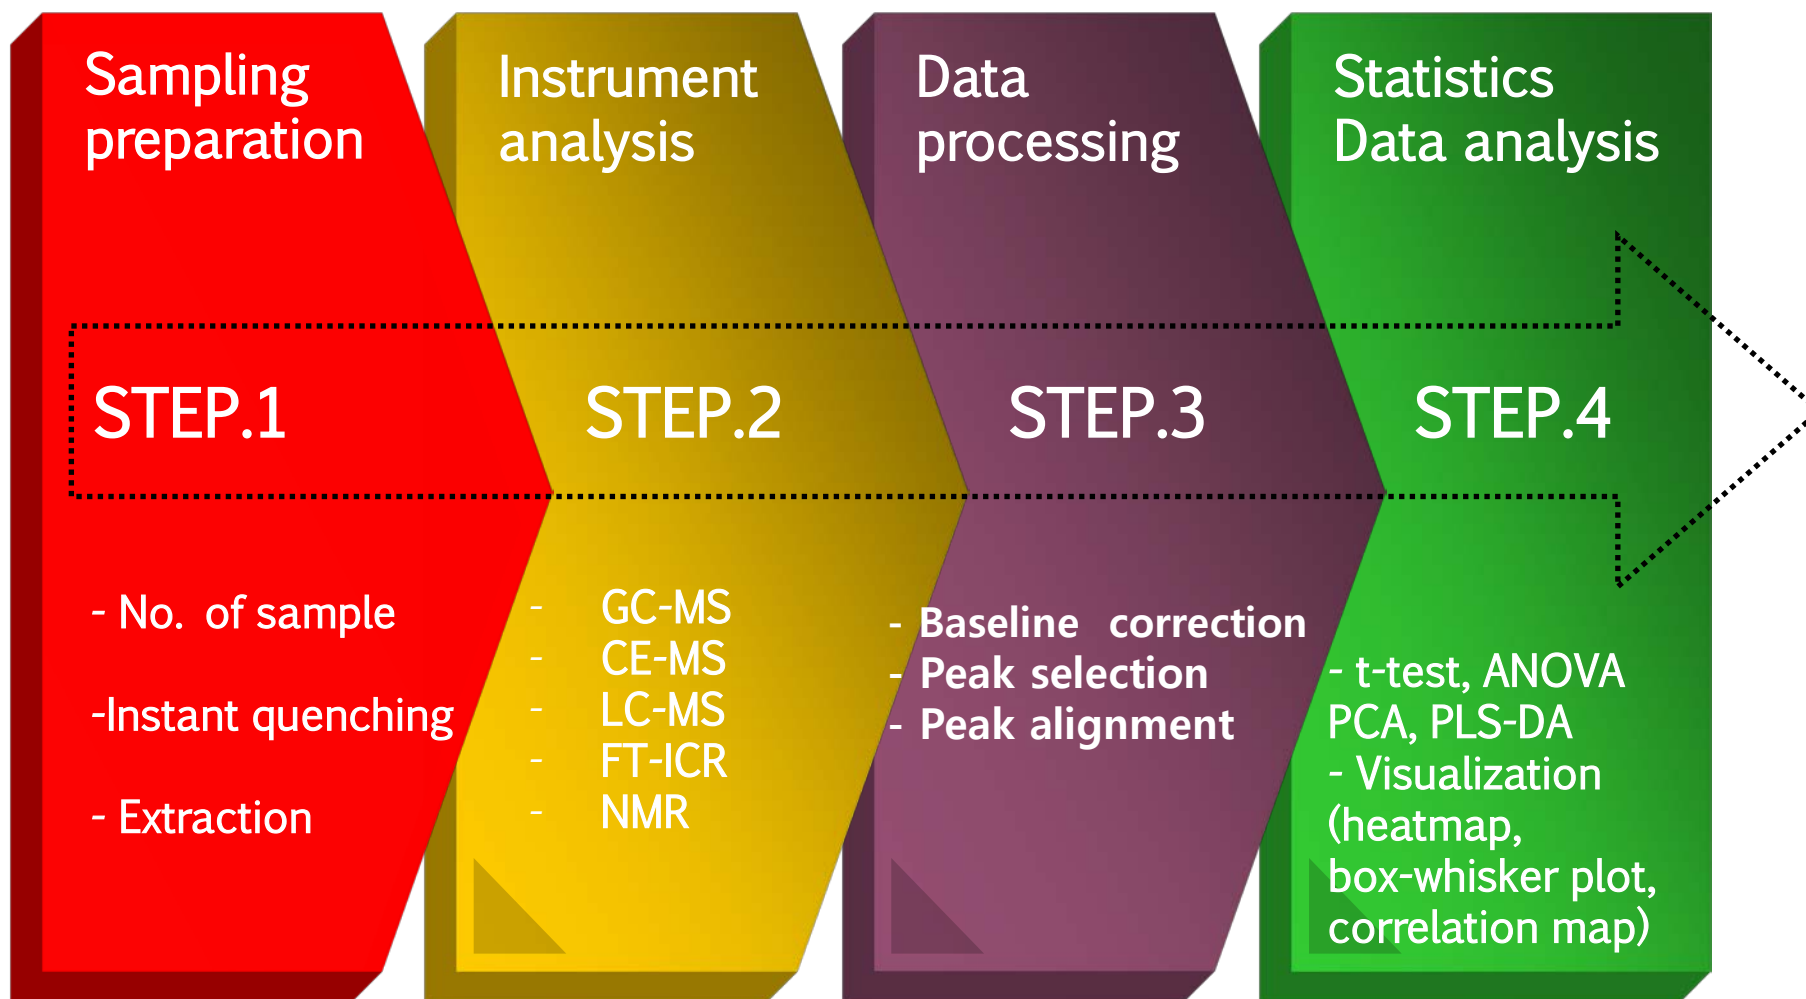 Sampling
preparation
STEP.1
- No. of sample
-Instant quenching
- Extraction
Instrument
analysis
STEP.2
- GC-MS
- CE-MS
- LC-MS
- FT-ICR
- NMR
Data
processing
STEP.3
- Baseline correction
- Peak selection
- Peak alignment
Statistics
Data analysis
STEP.4
- t-test, ANOVA
PCA, PLS-DA
- Visualization
(heatmap,
box-whisker plot,
correlation map)